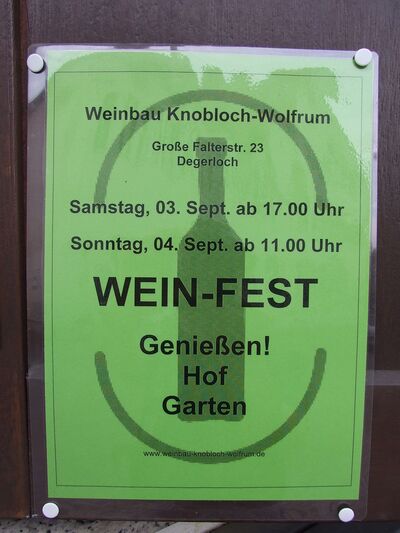 Weinbau Knobloch-Wolfrum
Große Falterstr. 23
Degerloch
Samstag, 03. Sept. ab 17.00 Uhr
Sonntag, 04. Sept. ab 11.00 Uhr
WEIN-FEST
Genießen!
Hof
Garten
www.weinbau-knobloch-wolfrum.de